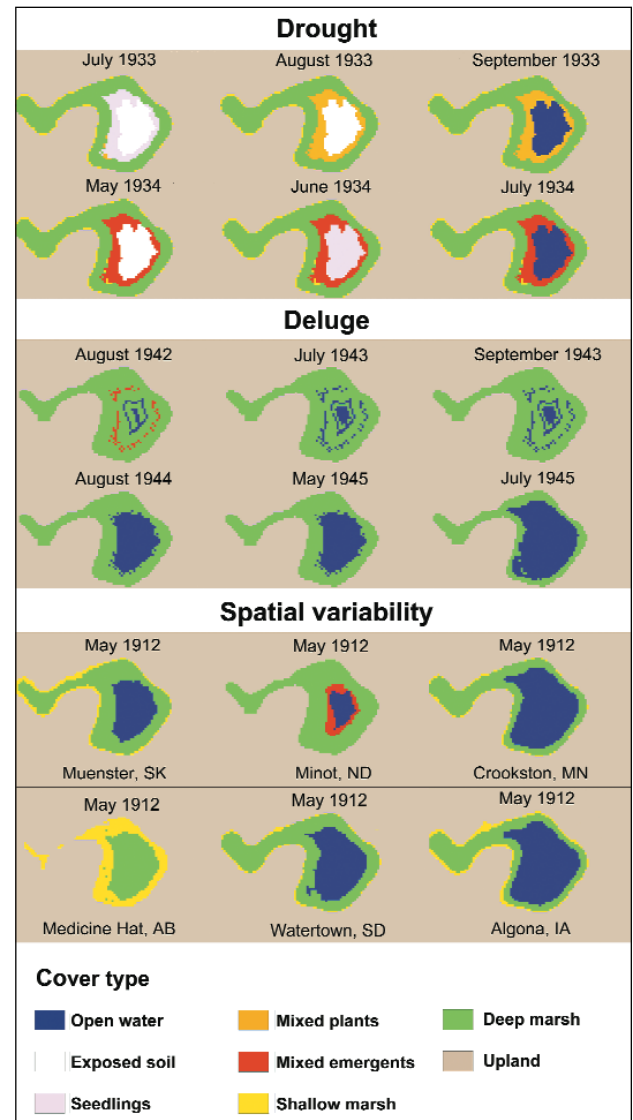 Drought
July 1933 August 1933 September 1933
May 1934 June 1934 July 1934
Deluge
August 1942 July 1943 September 1943
August 1944 May 1945 July 1945
Spatial variability
May 1912 May 1912 May 1912
Muenster, SK Minot, ND Crookston, MN
May 1912 May 1912 May 1912
Medicine Hat, AB Watertown, SD Algona, IA
Cover type
Open water Mixed plants Deep marsh
Exposed soil Mixed emergents Upland
Seedlings Shallow marsh